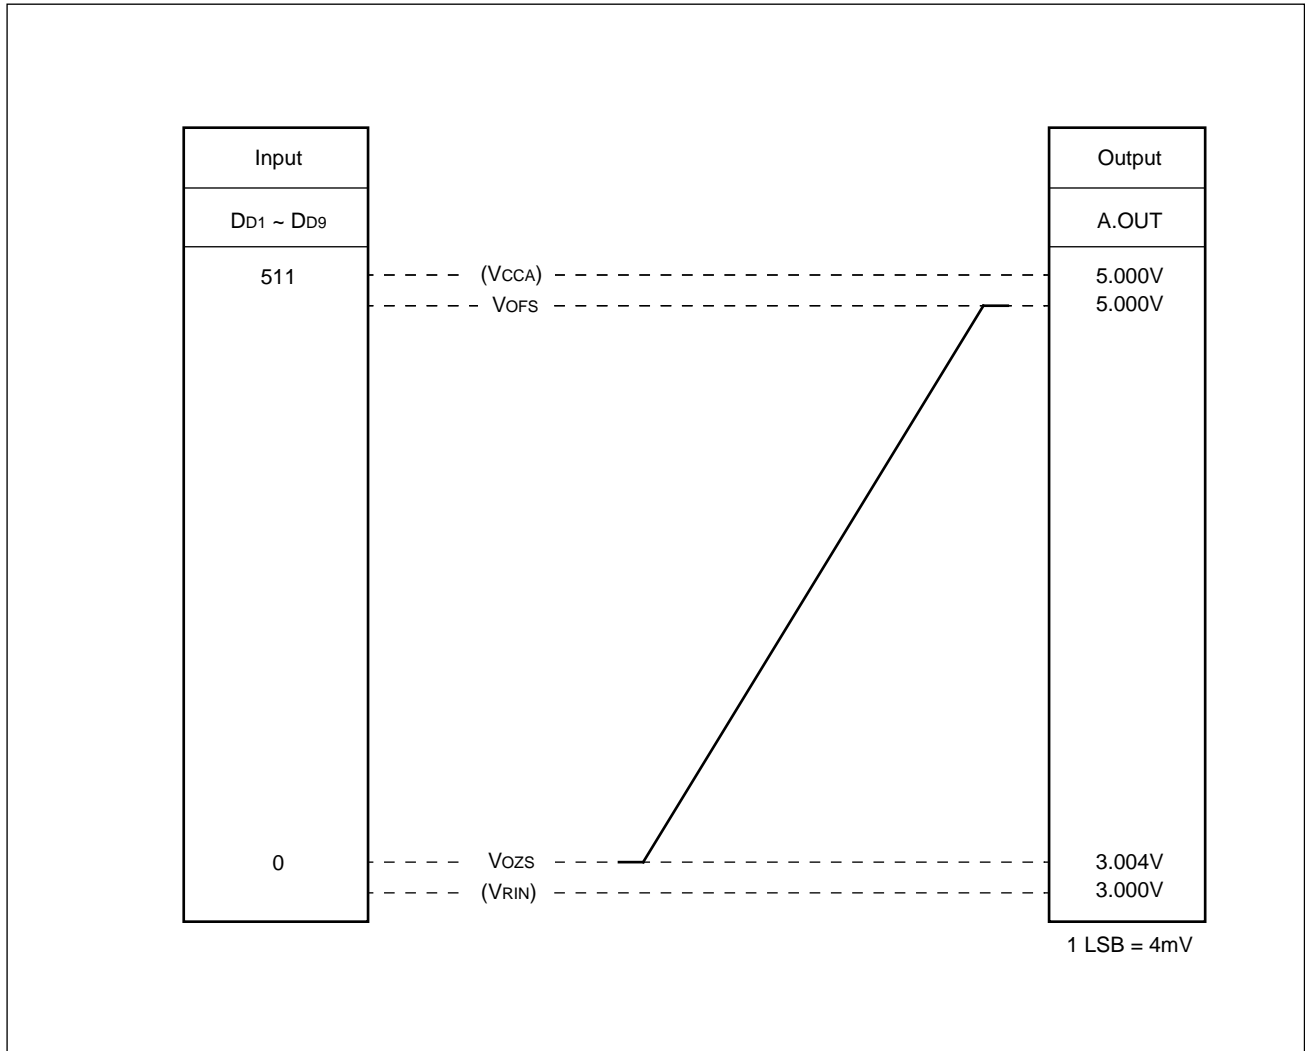 Input
Output
DD1 ~ DD9
A.OUT
511
(VCCA)
5.000V
VOFS
5.000V
0
VOZS
3.004V
(VRIN)
3.000V
1 LSB = 4mV